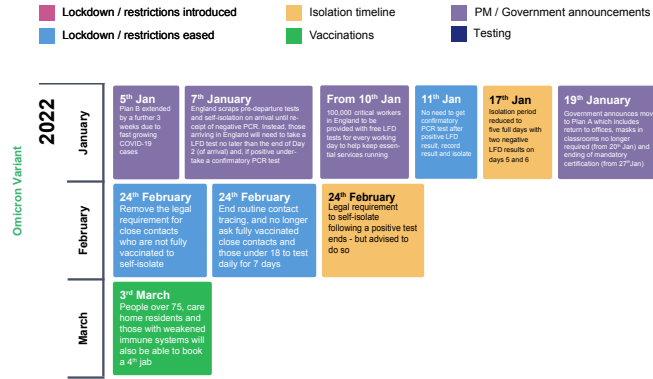 Lockdown / restrictions introduced
Isolation timeline
PM / Government announcements
Lockdown / restrictions eased
Vaccinations
Testing
Omicron Variant
2022
January
5th Jan
Plan B extended
by a further 3
weeks due to
fast growing
COVID-19
cases
7th January
England scraps pre-departure tests
and self-isolation on arrival until re-
ceipt of negative PCR. Instead, those
arriving in England will need to take a
LFD test no later than the end of Day
2 (of arrival) and, if positive under-
take a confirmatory PCR test
From 10th Jan
100,000 critical workers
in England to be
provided with free LFD
tests for every working
day to help keep essen-
tial services running
11th Jan
No need to get
confirmatory
PCR test after
positive LFD
result, record
result and isolate
17th Jan
Isolation period
reduced to
five full days with
two negative
LFD results on
days 5 and 6
19th January
Government announces mov
to Plan A which includes
return to offices, masks in
classrooms no longer
required (from 20th Jan) and
ending of mandatory
certification (from 27thJan)
February
24th February
Remove the legal
requirement for
close contacts
who are not fully
vaccinated to
self-isolate
24th February
End routine contact
tracing, and no longer
ask fully vaccinated
close contacts and
those under 18 to test
daily for 7 days
24th February
Legal requirement
to self-isolate
following a positive test
ends - but advised to
do so
March
3rd March
People over 75, care
home residents and
those with weakened
immune systems will
also be able to book
a 4th jab